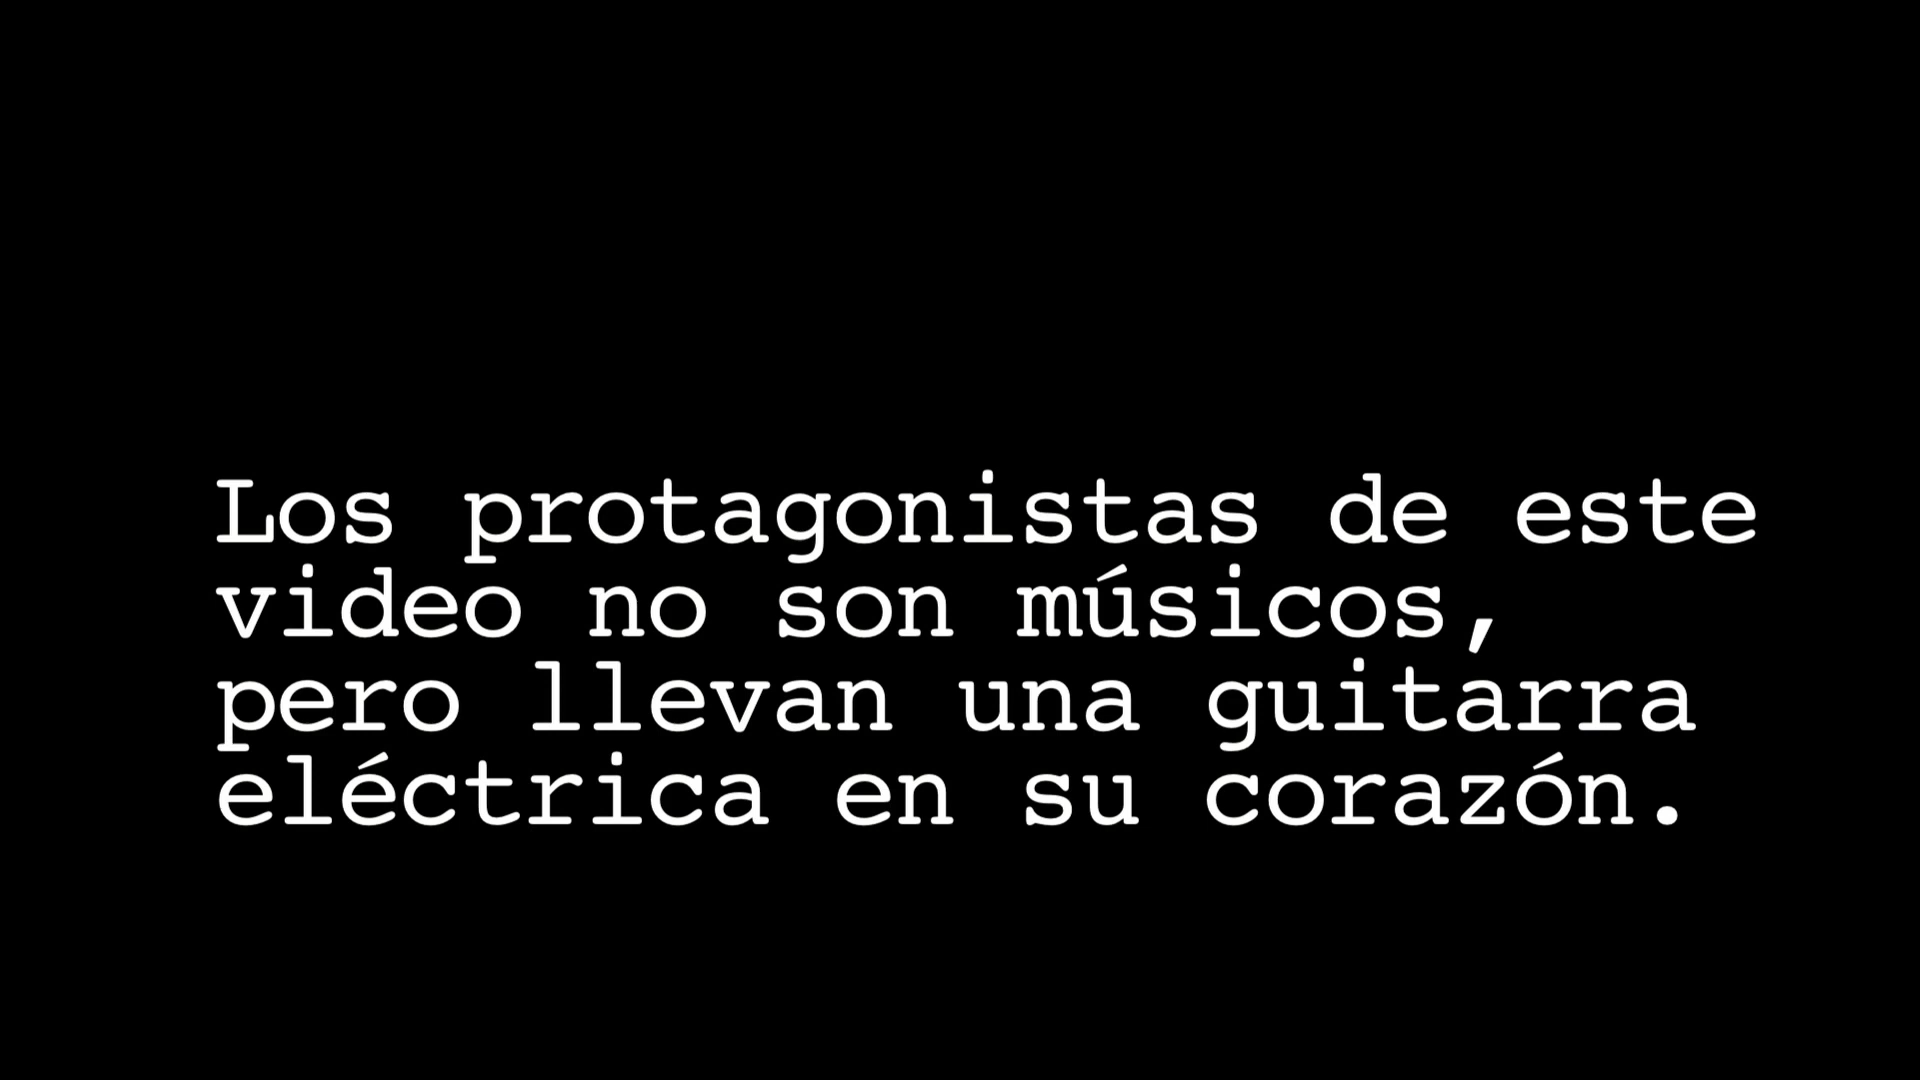 Los protagonistas de este
video no son músicos,
pero llevan una guitarra
eléctrica en su corazón.